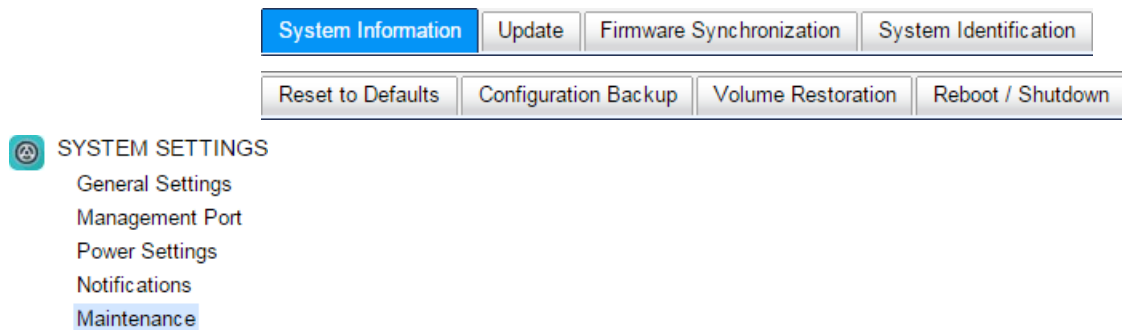 System Information Update Firmware Synchronization System Identification
Reset to Defaults Configuration Backup Volume Restoration Reboot / Shutdown
SYSTEM SETTINGS
General Settings
Management Port
Power Settings
Notifications
Maintenance